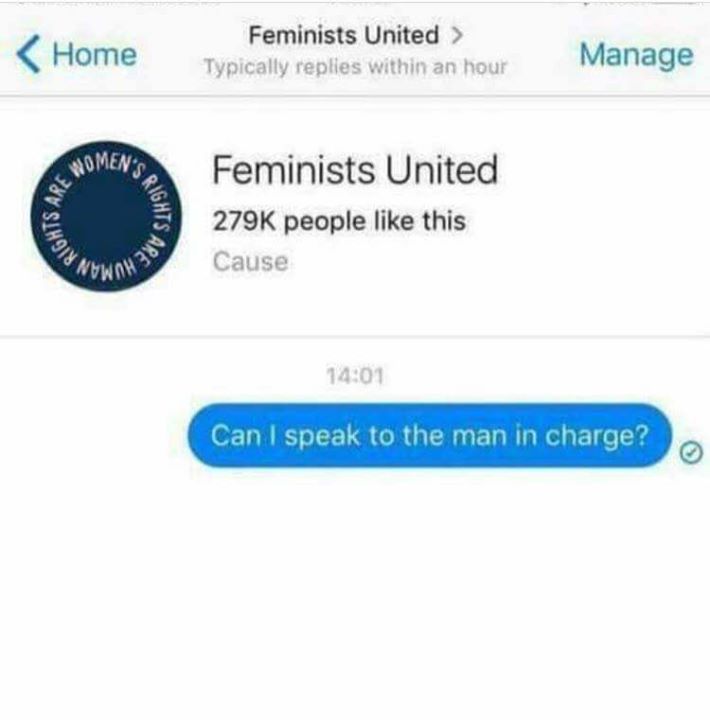 Home
Feminists United >
Typically replies within an hour
Manage
WOMEN'S RIGHTS ARE HUMAN RIGHTS ARE
Feminists United
279K people like this
Cause
14:01
Can I speak to the man in charge?